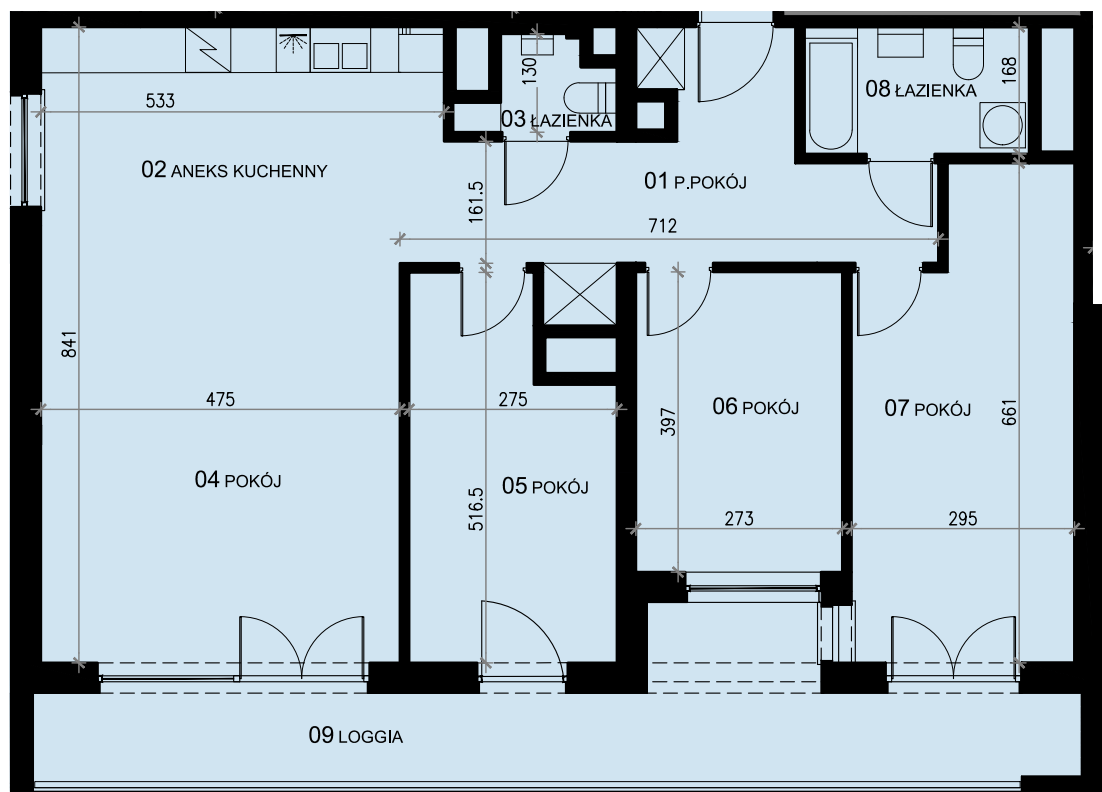 533
130
168
08 ŁAZIENKA
03 ŁAZIENKA
02 ANEKS KUCHENNY
01 P.POKÓJ
161.5
712
841
475
275
06 POKÓJ
07 POKÓJ
397
661
04 POKÓJ
05 POKÓJ
516.5
273
295
09 LOGGIA